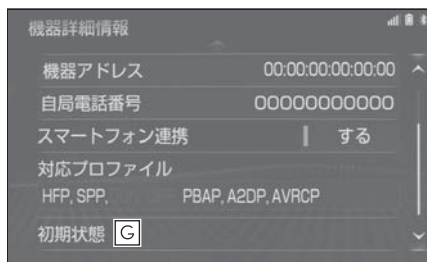 機器詳細情報
機器アドレス 00:00:00:00:00:00
自局電話番号 00000000000
スマートフォン連携 する
対応プロファイル
HFP, SPP, PBAP, A2DP, AVRCP
初期状態 G